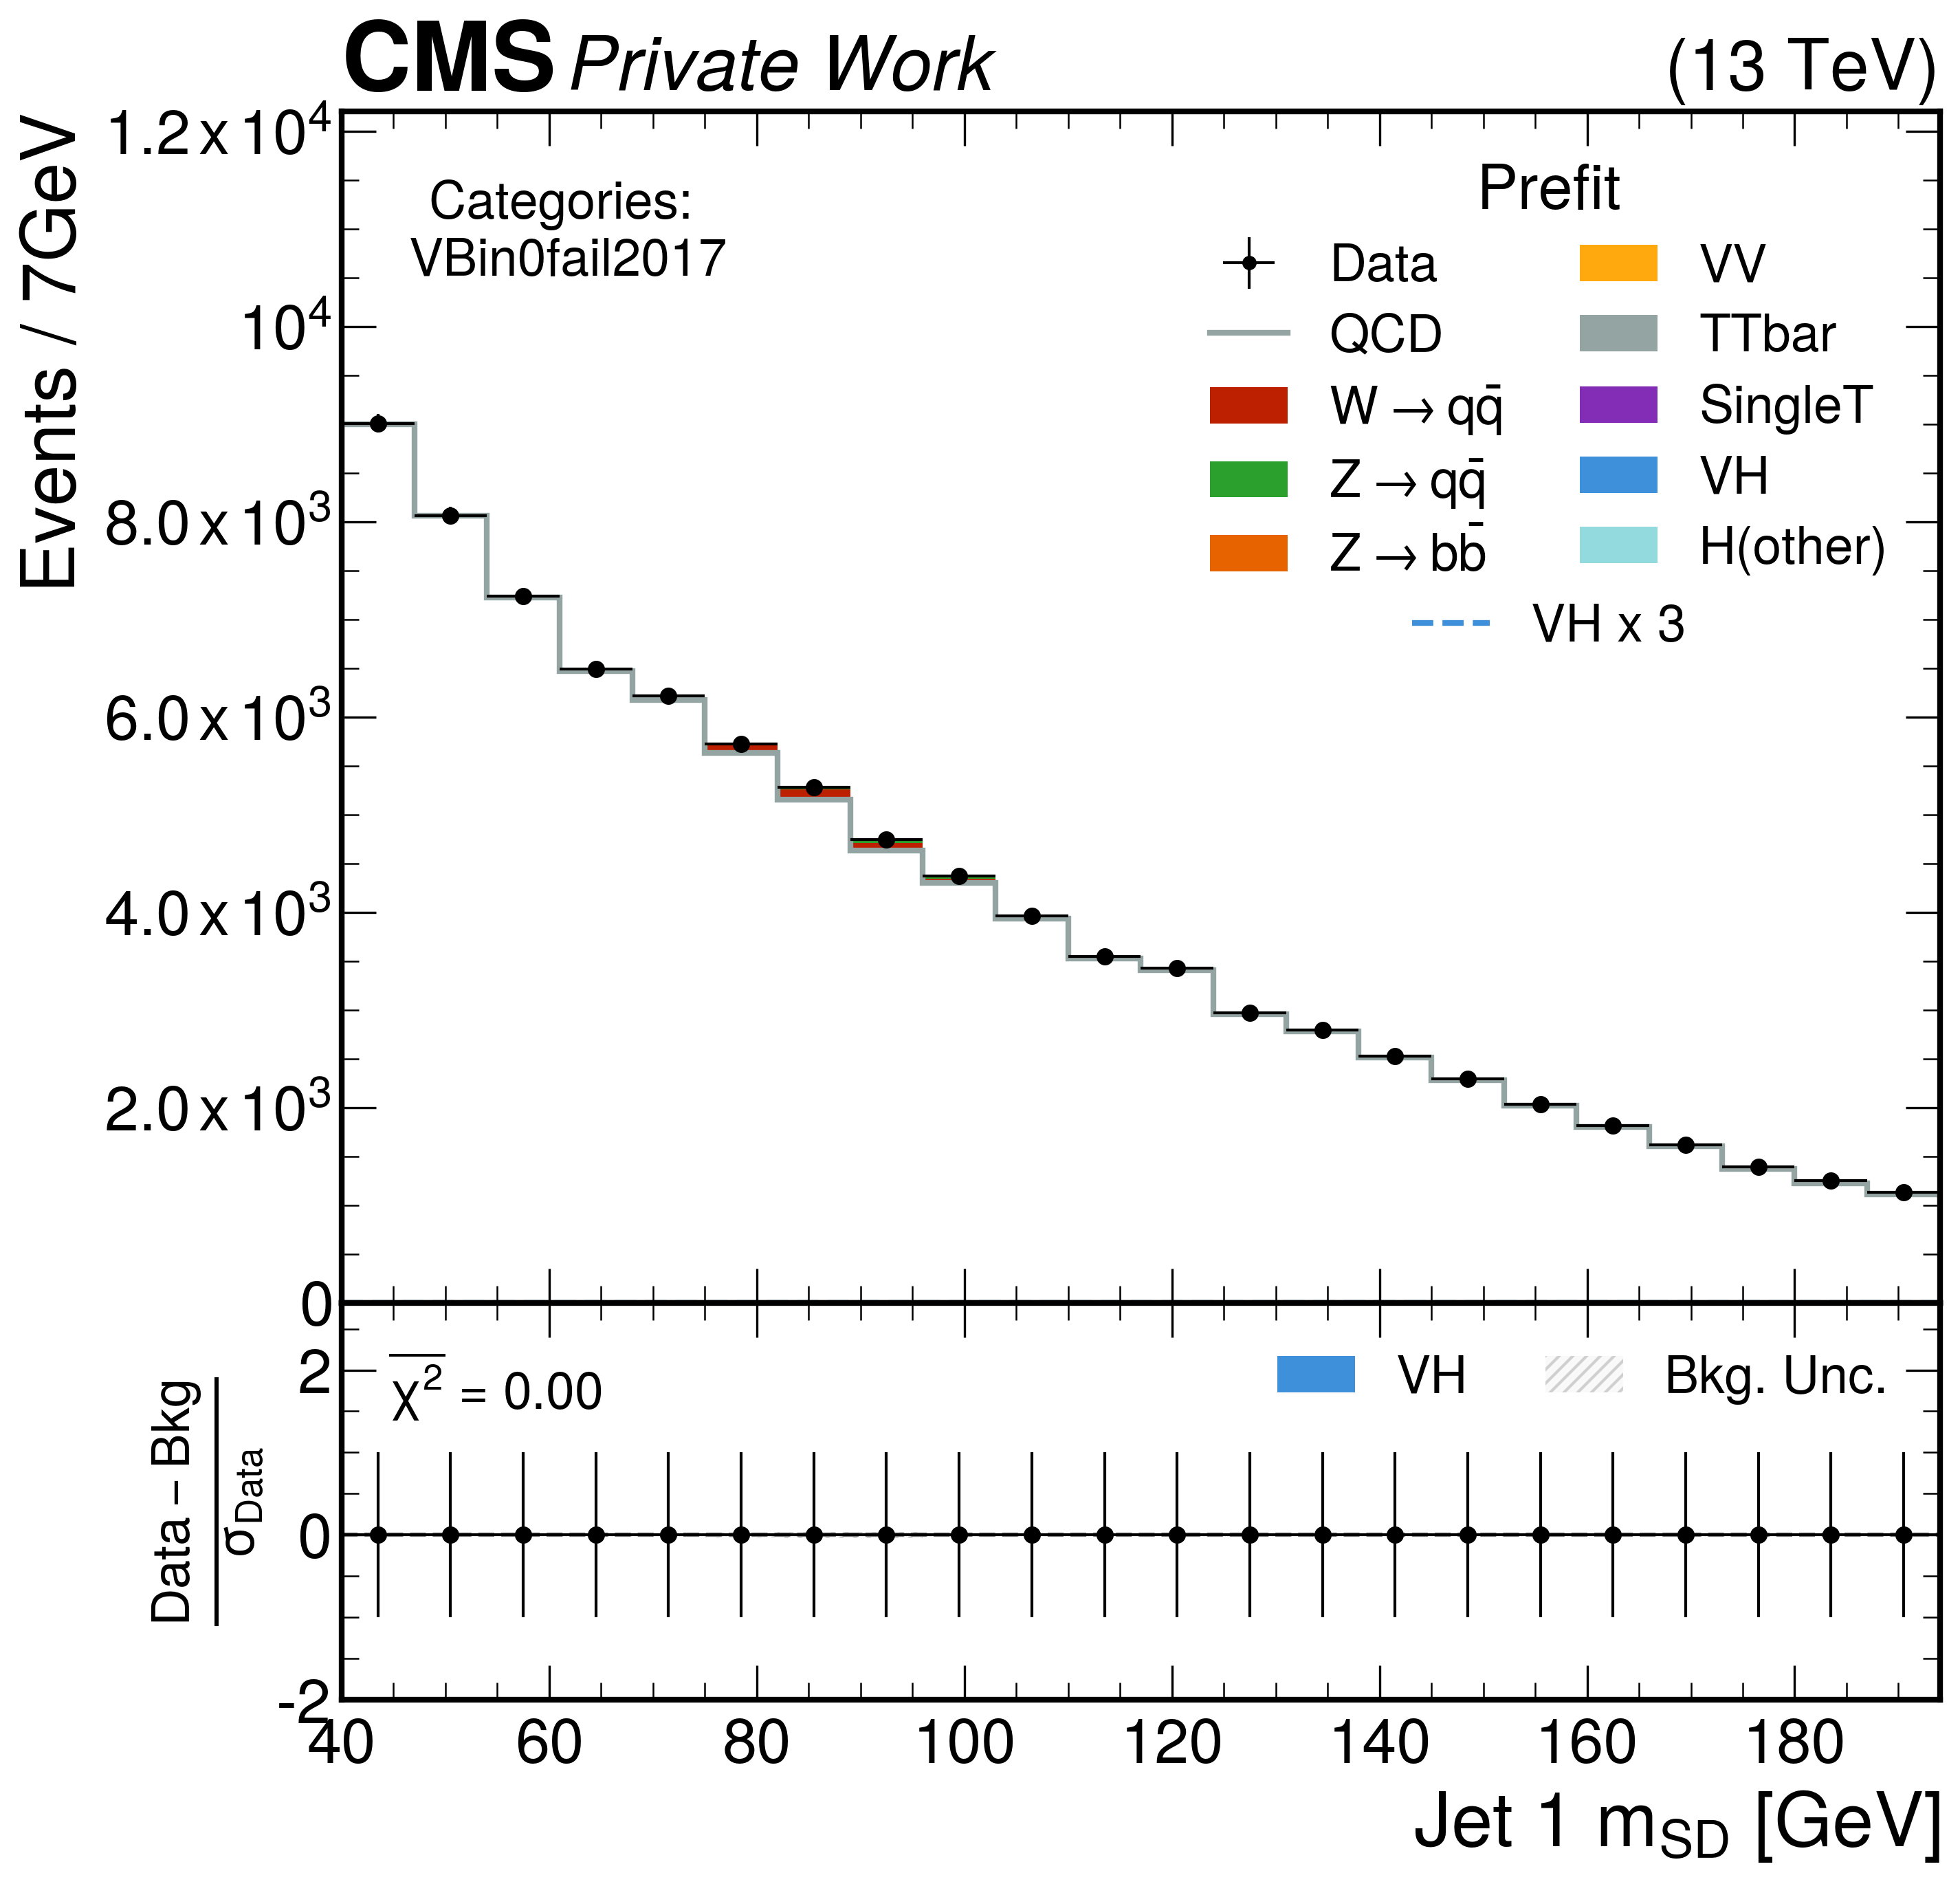 CMS Private Work (13 TeV)
Events / 7GeV
1.2 x 10⁴
10⁴
8.0 x 10³
6.0 x 10³
4.0 x 10³
2.0 x 10³
0
Categories:
VBin0fail2017
Prefit
Data
QCD
W → qq̄
Z → qq̄
Z → bb̄
VV
TTbar
SingleT
VH
H(other)
VH x 3
Data – Bkg
σ_Data
2
0
-2
χ̅² = 0.00
VH
Bkg. Unc.
40 60 80 100 120 140 160 180
Jet 1 m_SD [GeV]